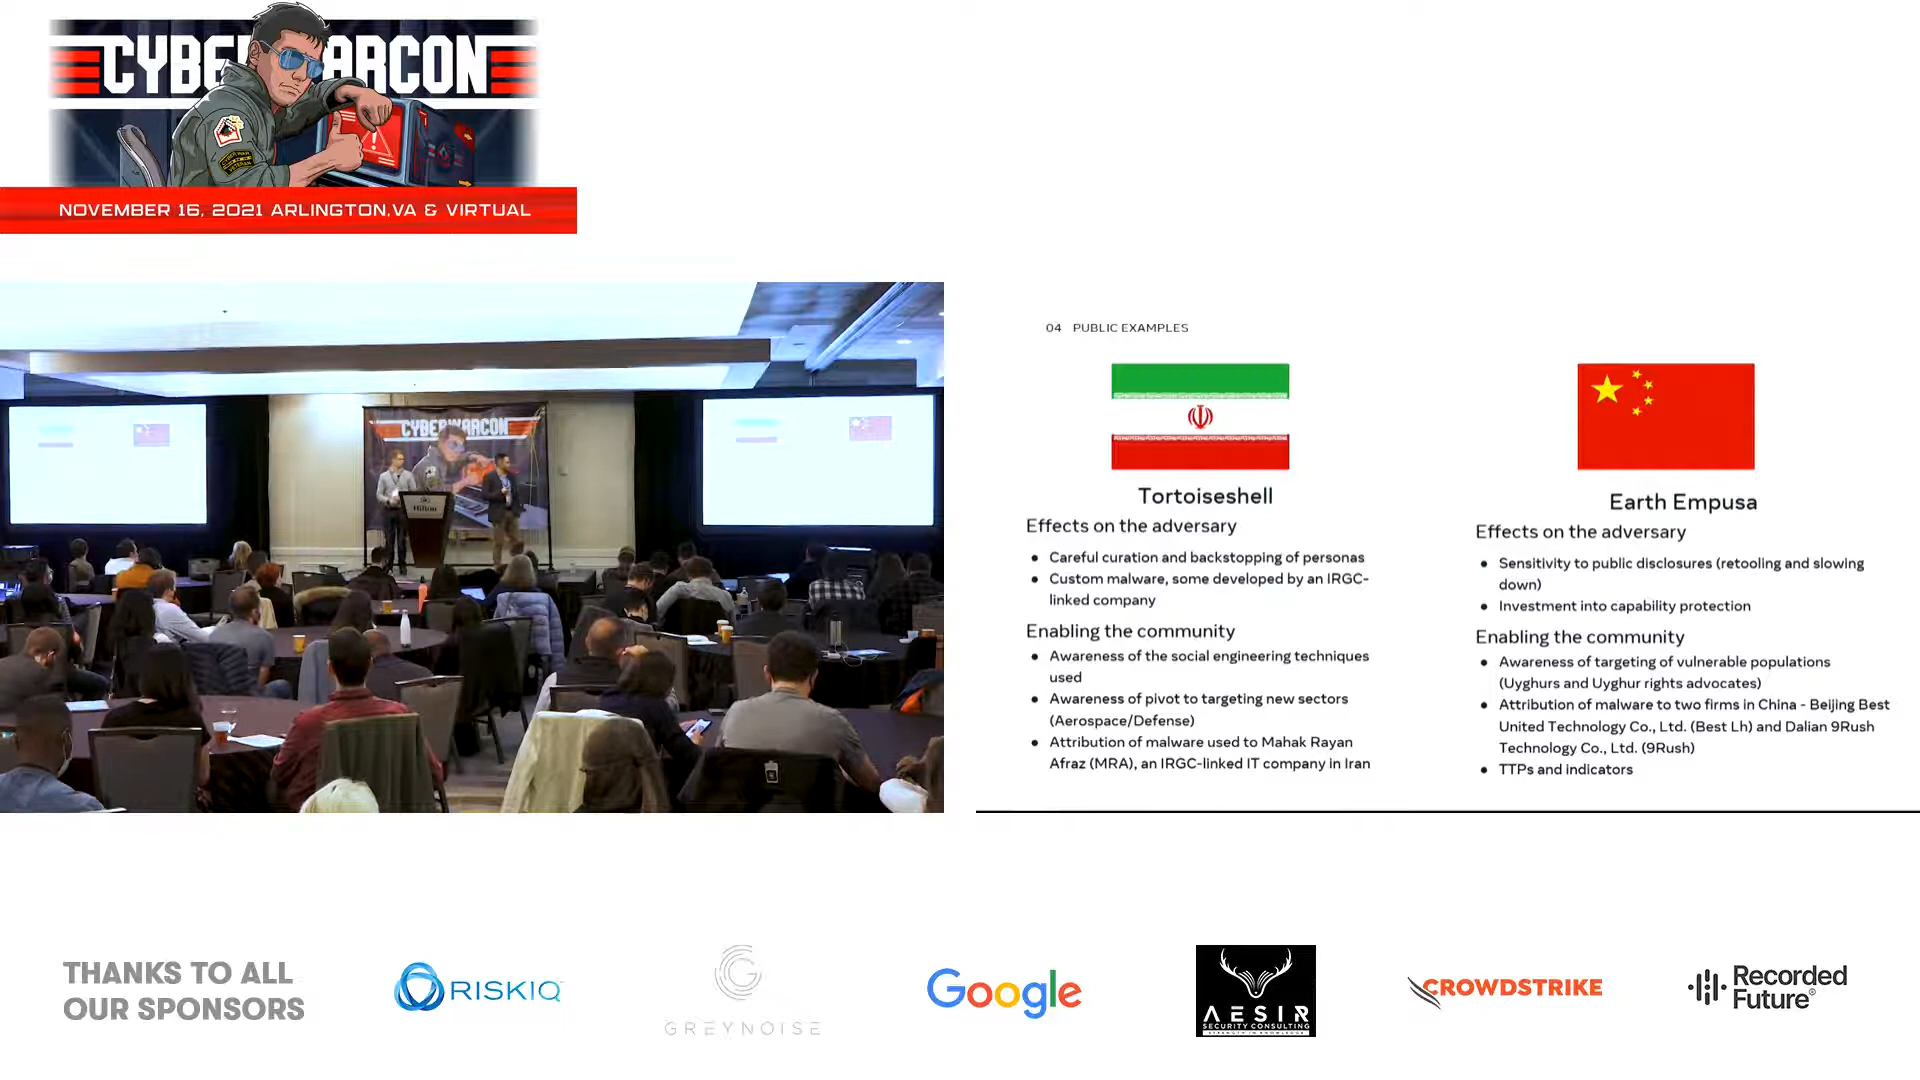 CYBERWARCON
NOVEMBER 16, 2021 ARLINGTON,VA & VIRTUAL
CYBERWARCON
Hilton
04 PUBLIC EXAMPLES
Tortoiseshell
Effects on the adversary
● Careful curation and backstopping of personas
● Custom malware, some developed by an IRGC-
linked company
Enabling the community
● Awareness of the social engineering techniques
used
● Awareness of pivot to targeting new sectors
(Aerospace/Defense)
● Attribution of malware used to Mahak Rayan
Afraz (MRA), an IRGC-linked IT company in Iran
Earth Empusa
Effects on the adversary
● Sensitivity to public disclosures (retooling and slowing
down)
● Investment into capability protection
Enabling the community
● Awareness of targeting of vulnerable populations
(Uyghurs and Uyghur rights advocates)
● Attribution of malware to two firms in China - Beijing Best
United Technology Co., Ltd. (Best Lh) and Dalian 9Rush
Technology Co., Ltd. (9Rush)
● TTPs and indicators
THANKS TO ALL
OUR SPONSORS
RISKIQ
GREYNOISE
Google
AESIR
SECURITY CONSULTING
STRENGTH IN KNOWLEDGE
CROWDSTRIKE
Recorded
Future®